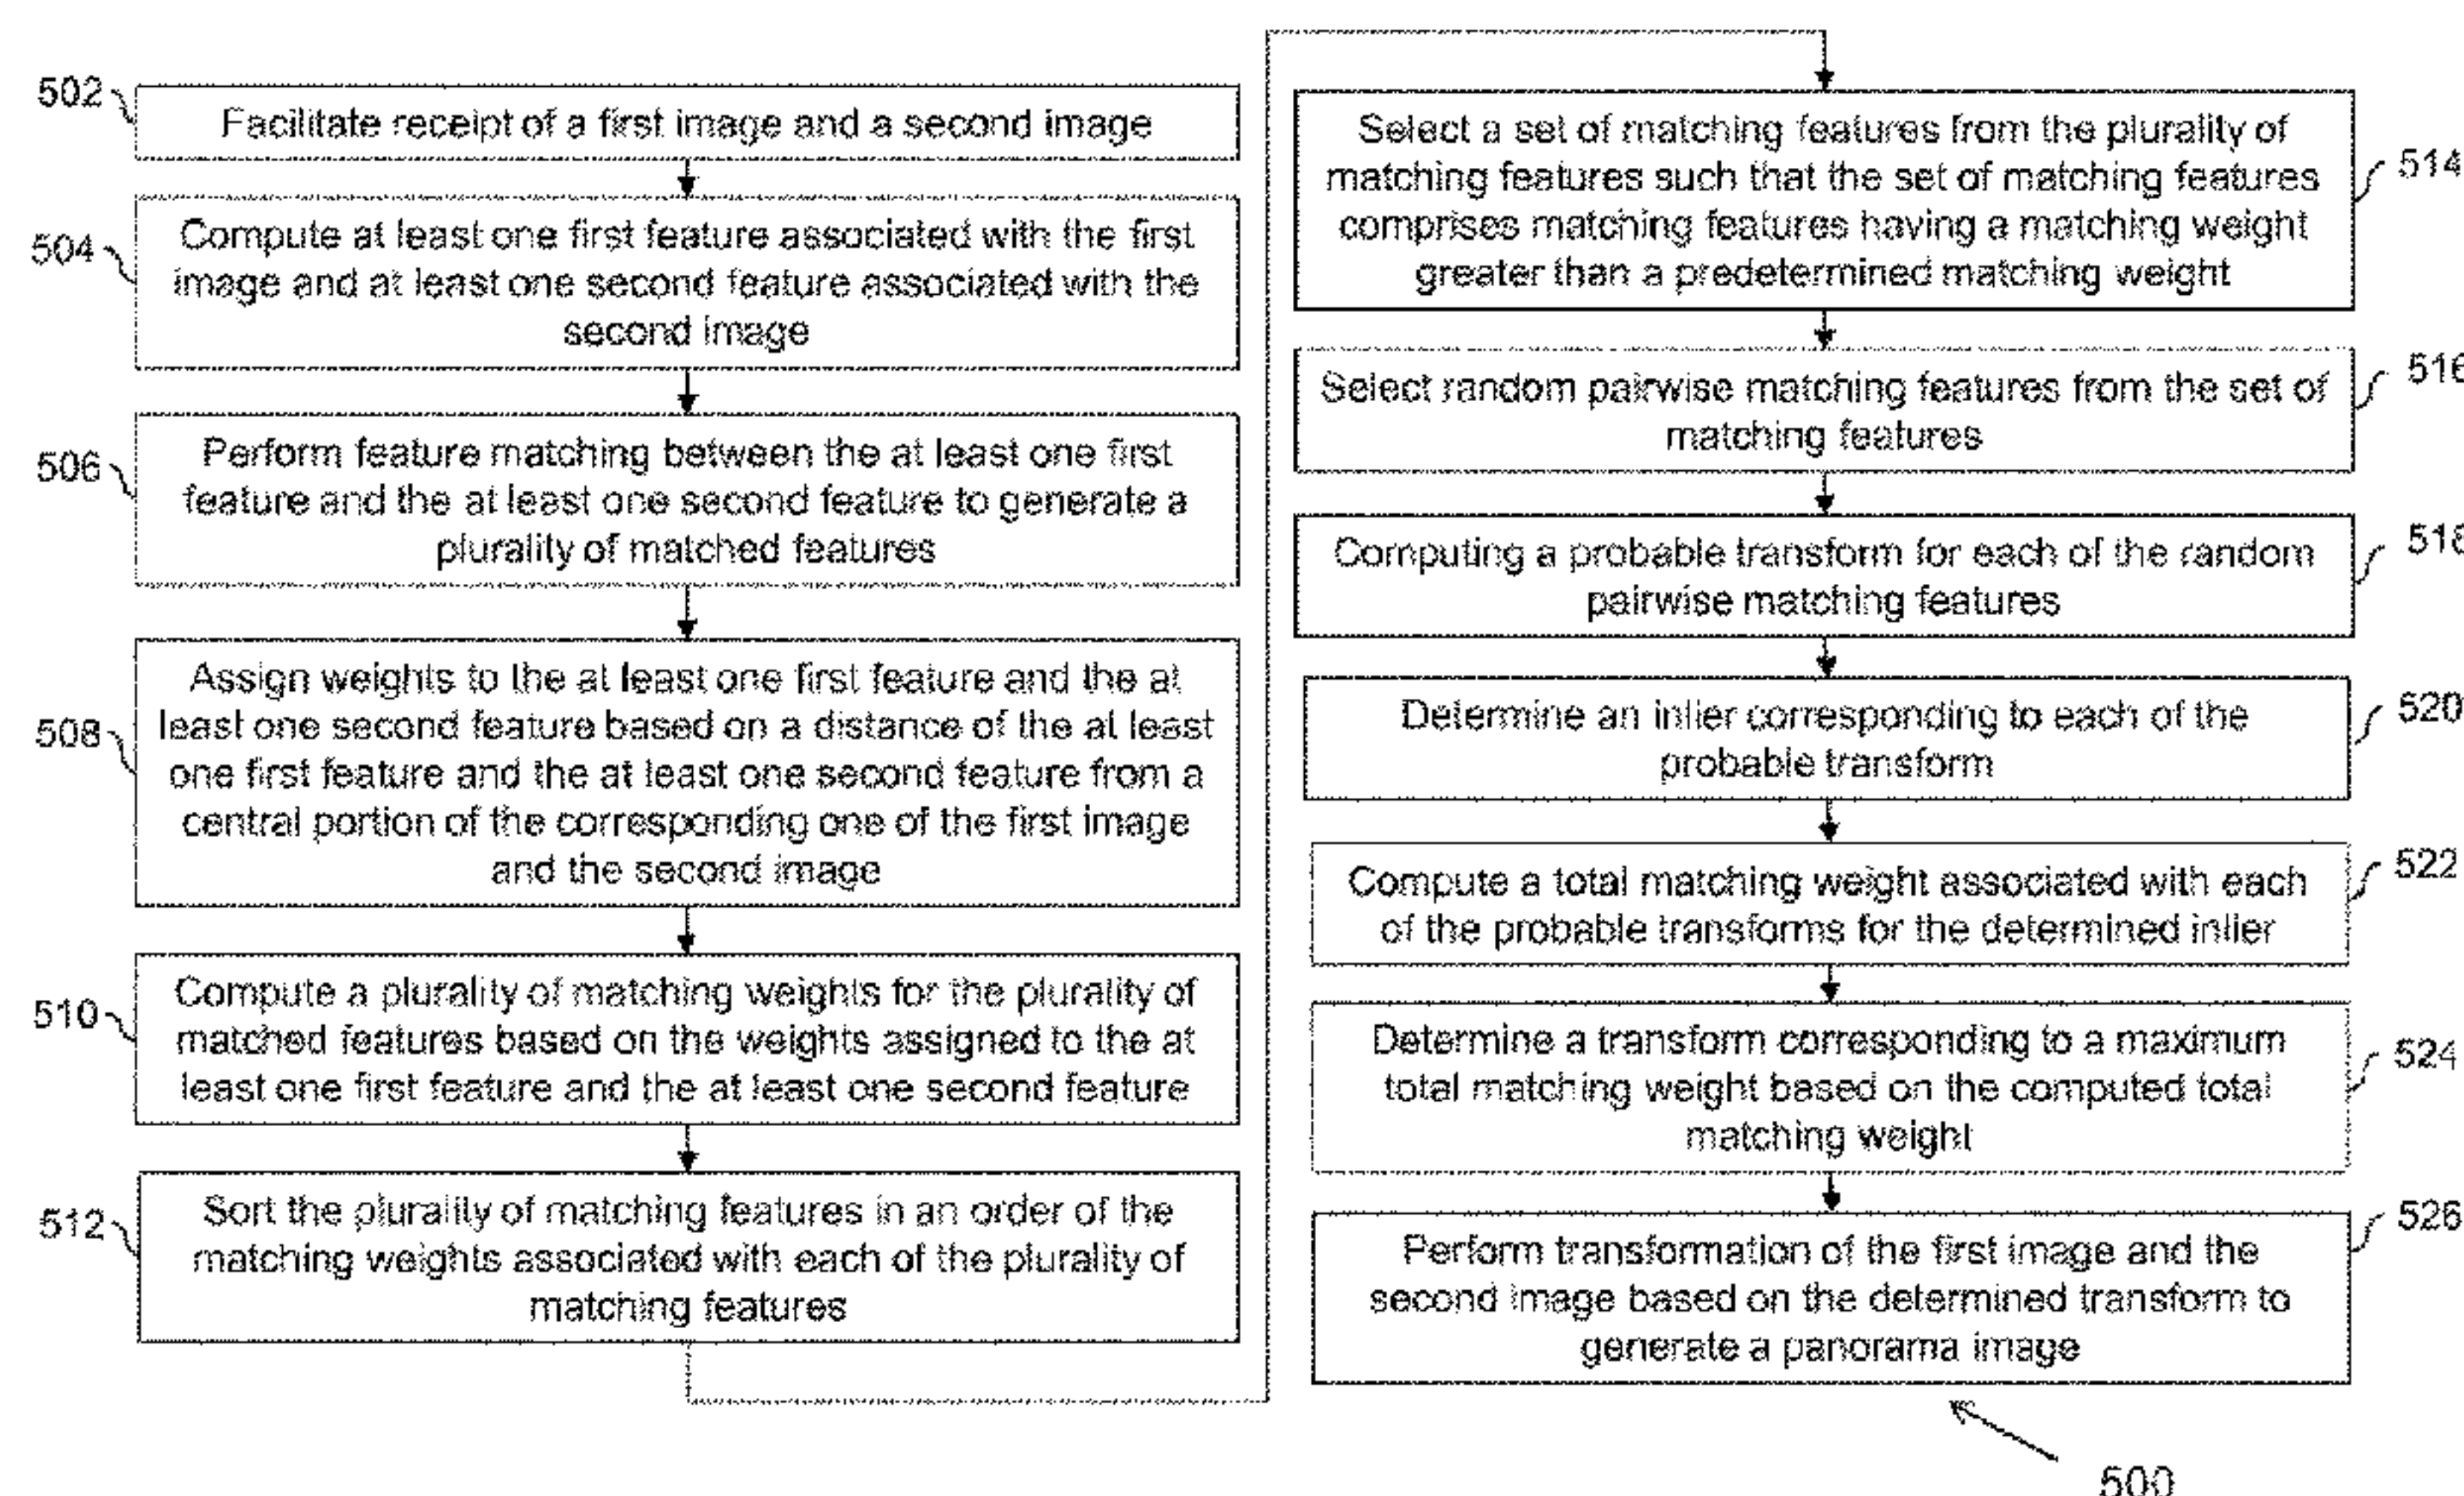 502
Facilitate receipt of a first image and a second image
504
Compute at least one first feature associated with the first
image and at least one second feature associated with the
second image
506
Perform feature matching between the at least one first
feature and the at least one second feature to generate a
plurality of matched features
508
Assign weights to the at least one first feature and the at
least one second feature based on a distance of the at least
one first feature and the at least one second feature from a
central portion of the corresponding one of the first image
and the second image
510
Compute a plurality of matching weights for the plurality of
matched features based on the weights assigned to the at
least one first feature and the at least one second feature
512
Sort the plurality of matching features in an order of the
matching weights associated with each of the plurality of
matching features
Select a set of matching features from the plurality of
matching features such that the set of matching features
comprises matching features having a matching weight
greater than a predetermined matching weight
514
Select random pairwise matching features from the set of
matching features
516
Computing a probable transform for each of the random
pairwise matching features
518
Determine an inlier corresponding to each of the
probable transform
520
Compute a total matching weight associated with each
of the probable transforms for the determined inlier
522
Determine a transform corresponding to a maximum
total matching weight based on the computed total
matching weight
524
Perform transformation of the first image and the
second image based on the determined transform to
generate a panorama image
526
500